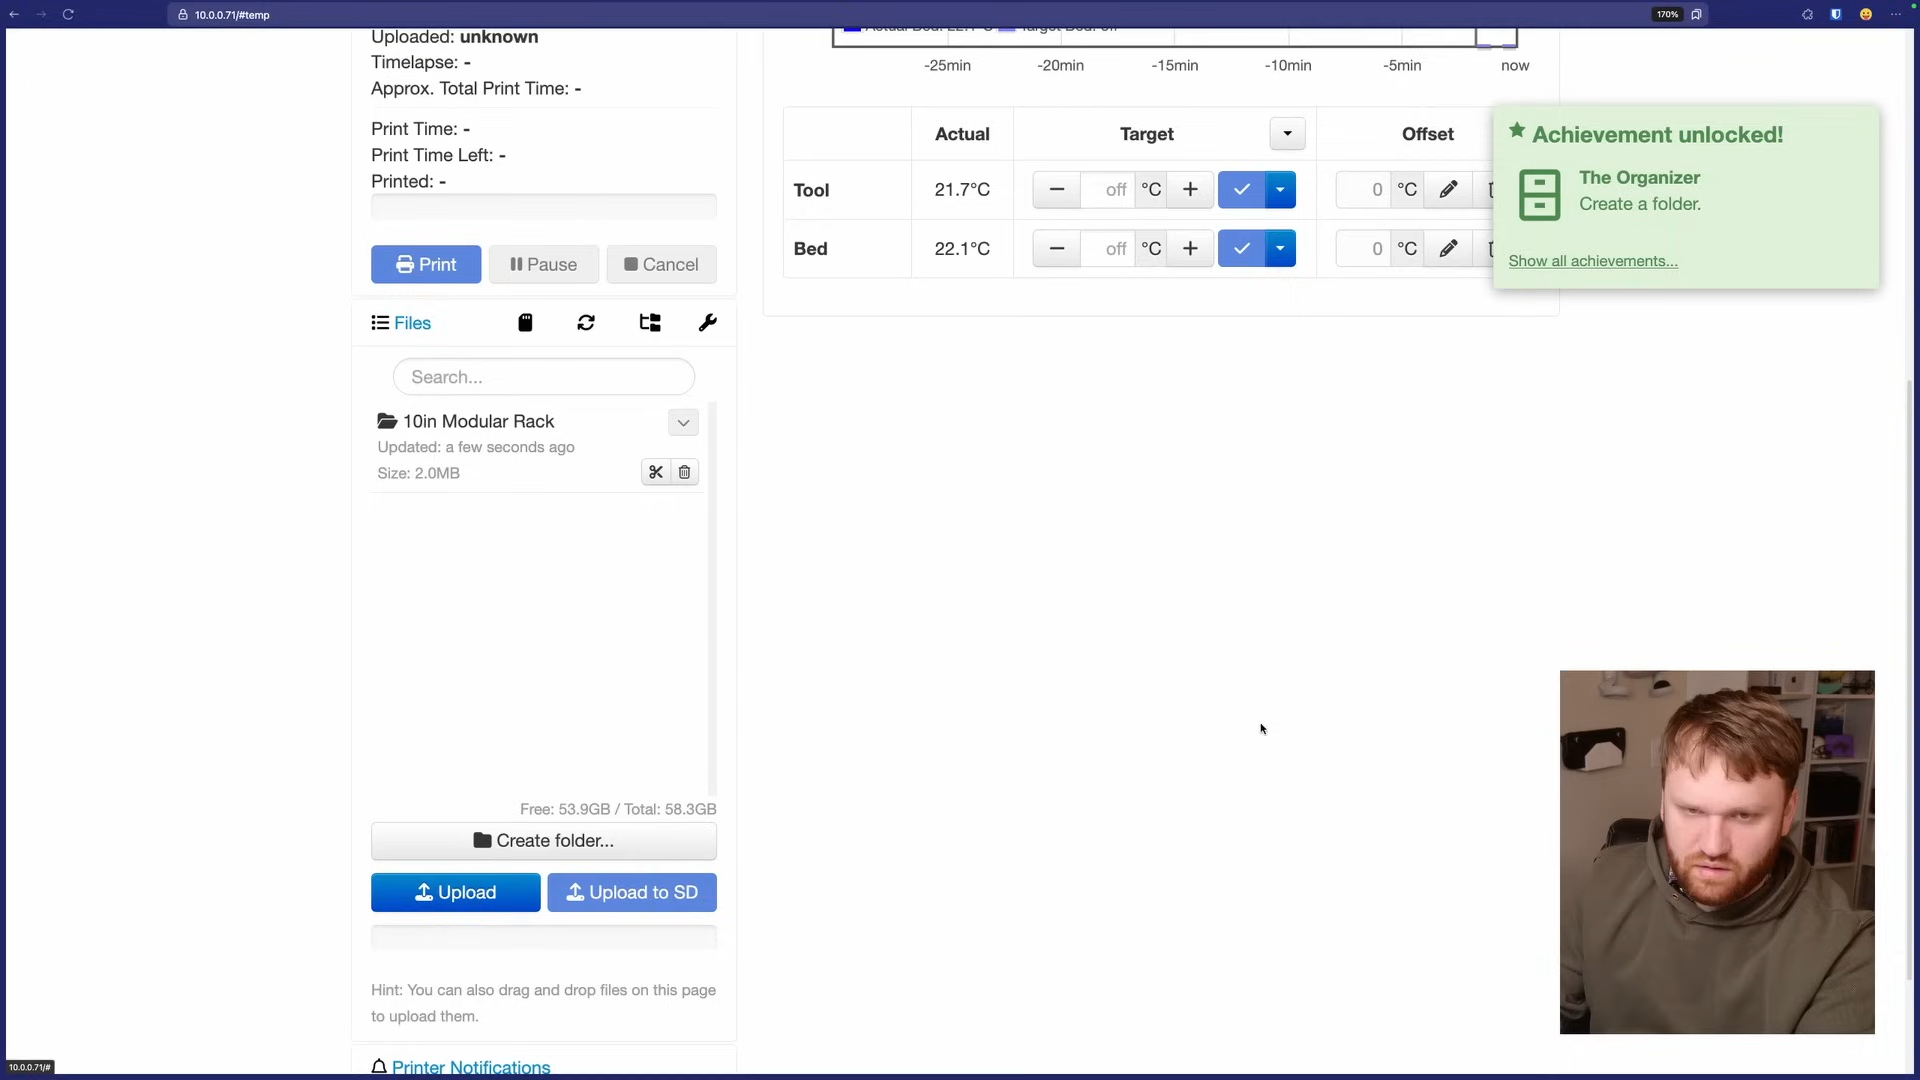 10.0.0.71/#temp
170%
Uploaded: unknown
Timelapse: -
Approx. Total Print Time: -
Print Time: -
Print Time Left: -
Printed: -
Print
Pause
Cancel
Files
Search...
10in Modular Rack
Updated: a few seconds ago
Size: 2.0MB
Free: 53.9GB / Total: 58.3GB
Create folder...
Upload
Upload to SD
Hint: You can also drag and drop files on this page
to upload them.
Printer Notifications
-25min
-20min
-15min
-10min
-5min
now
Actual
Target
Offset
Tool
21.7°C
off
°C
0
°C
Bed
22.1°C
off
°C
0
°C
Achievement unlocked!
The Organizer
Create a folder.
Show all achievements...
10.0.0.71/#